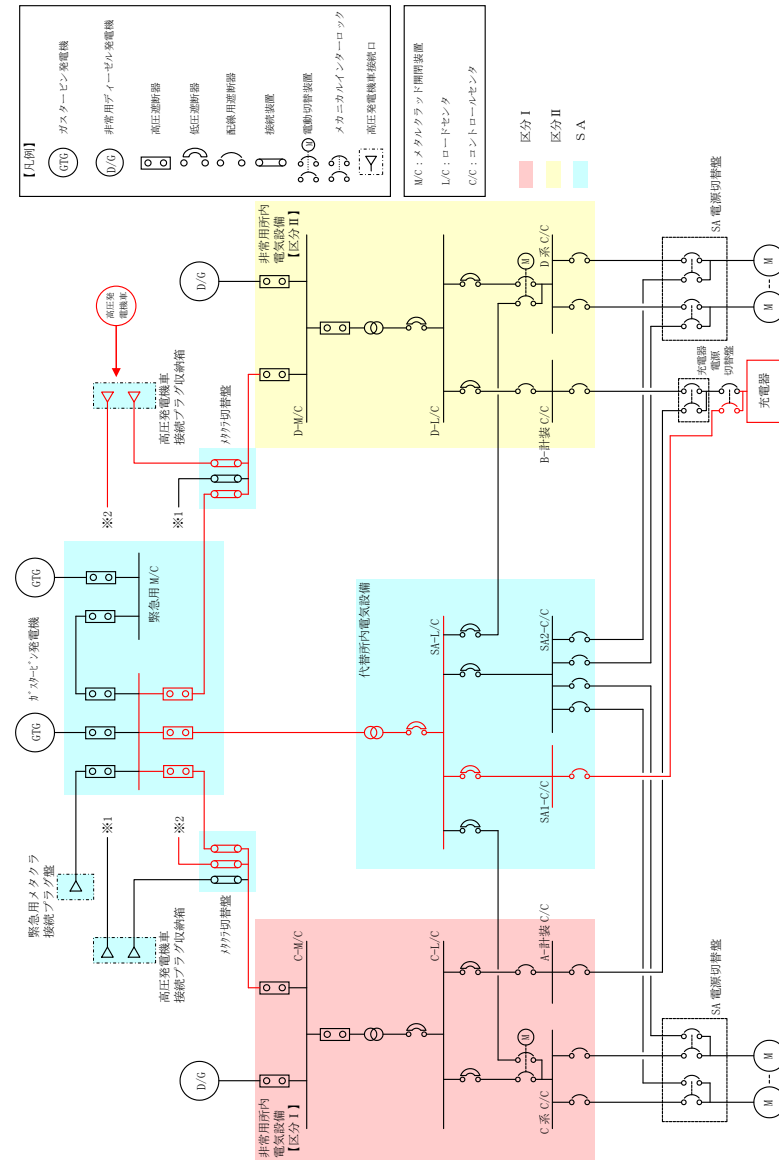 【凡例】
GTG
ガスタービン発電機
D/G
非常用ディーゼル発電機
高圧遮断器
低圧遮断器
配線用遮断器
接続装置
M
電動切替装置
メカニカルインターロック
高圧発電機車接続口
M/C：メタルクラッド開閉装置
L/C：ロードセンタ
C/C：コントロールセンタ
区分Ⅰ
区分Ⅱ
SA
緊急用メタクラ
接続プラグ盤
GTG
ガスタービン発電機
GTG
緊急用M/C
高圧発
電機車
※1
※2
高圧発電機車
接続プラグ収納箱
メタクラ切替盤
※2
※1
高圧発電機車
接続プラグ収納箱
メタクラ切替盤
D/G
非常用所内
電気設備
【区分Ⅰ】
C-M/C
C-L/C
M
C系C/C
A-計装C/C
代替所内電気設備
SA-L/C
SA1-C/C
SA2-C/C
D/G
非常用所内
電気設備
【区分Ⅱ】
D-M/C
D-L/C
M
B-計装C/C
D系C/C
SA電源切替盤
M
M
充電器
電源
切替盤
充電器
SA電源切替盤
M
M